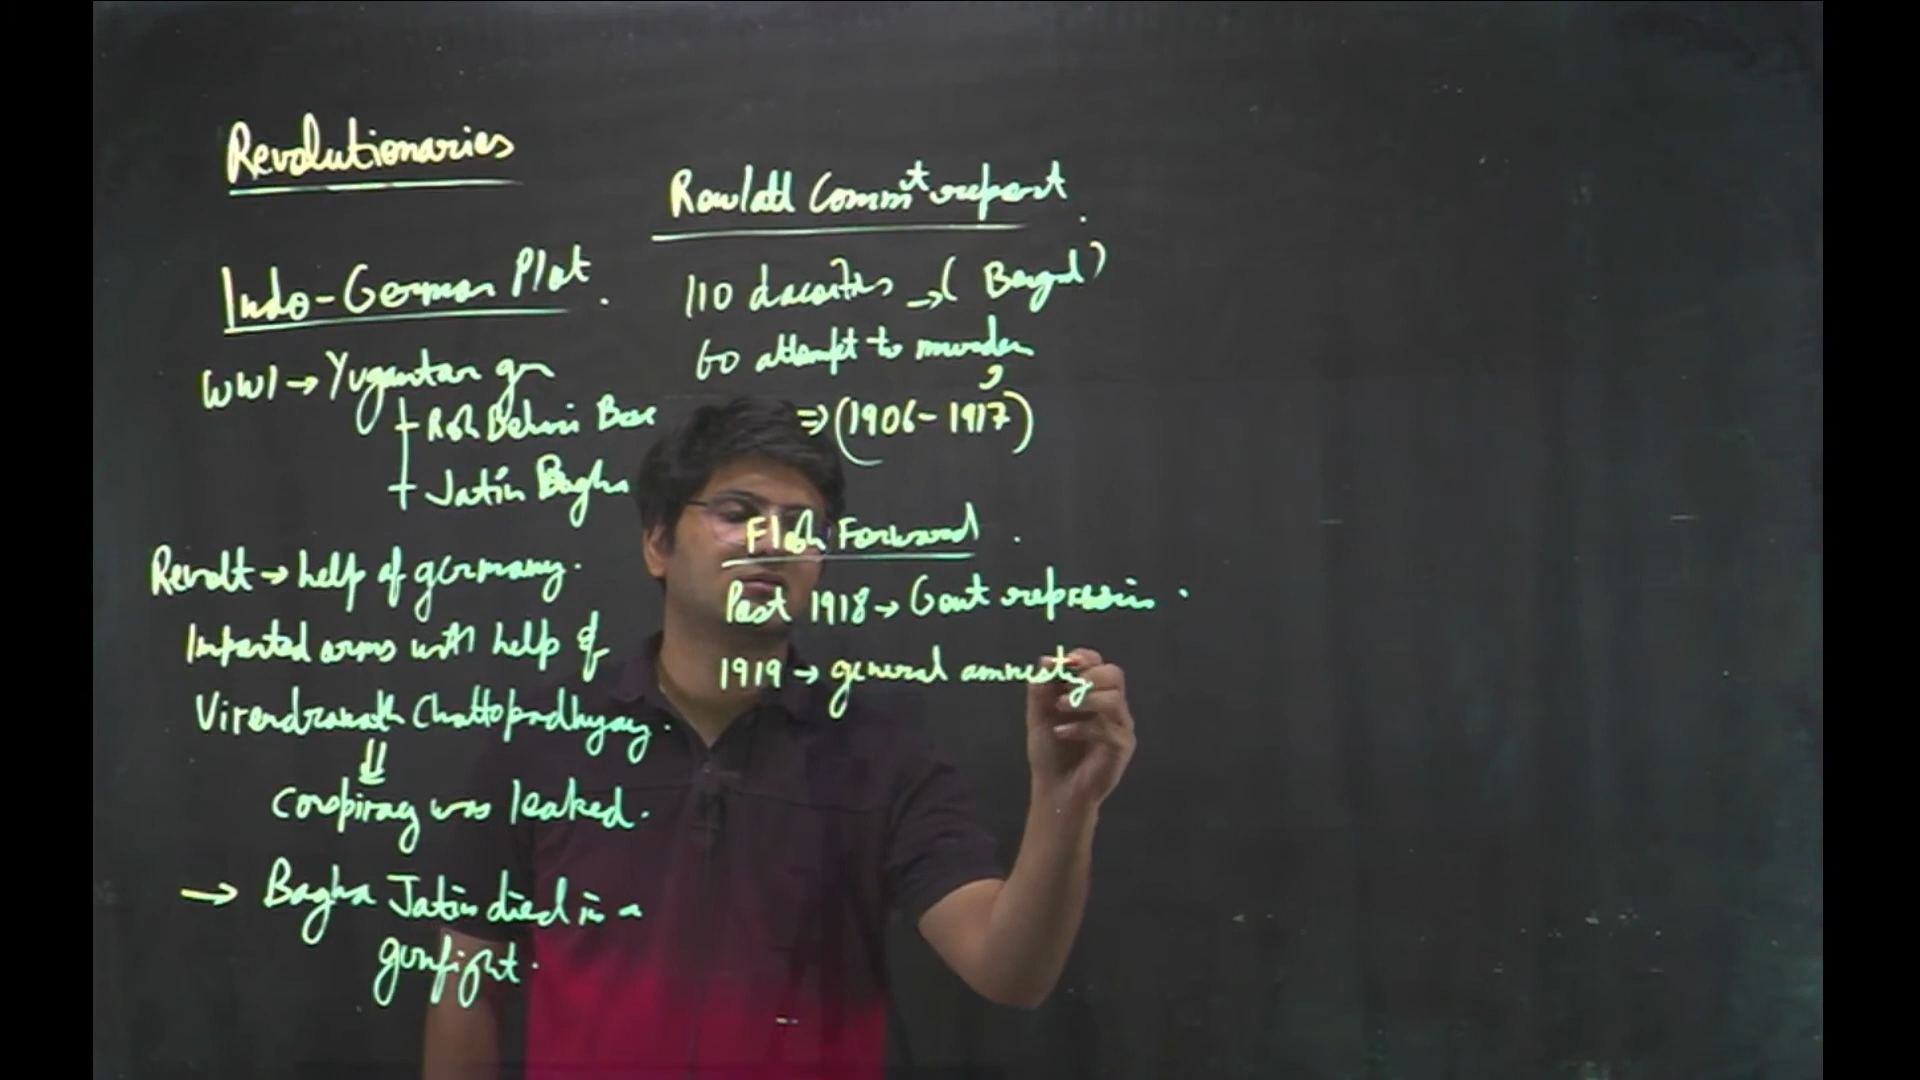 Revolutionaries
Indo-German Plot.
WW1 → Yugantar gr
Rash Behari Bose
Jatin Bagha
Revolt → help of germany.
Imported arms with help of
Virendranath Chattopadhyay.
⇓
Conspiracy was leaked.
→ Bagha Jatin died in a
gunfight.
Rowlatt Comm^t report.
110 dacoities → (Bengal)
60 attempt to murder
⇒ (1906-1917)
Flash Forward.
Post 1918 → Govt repression.
1919 → general amnesty